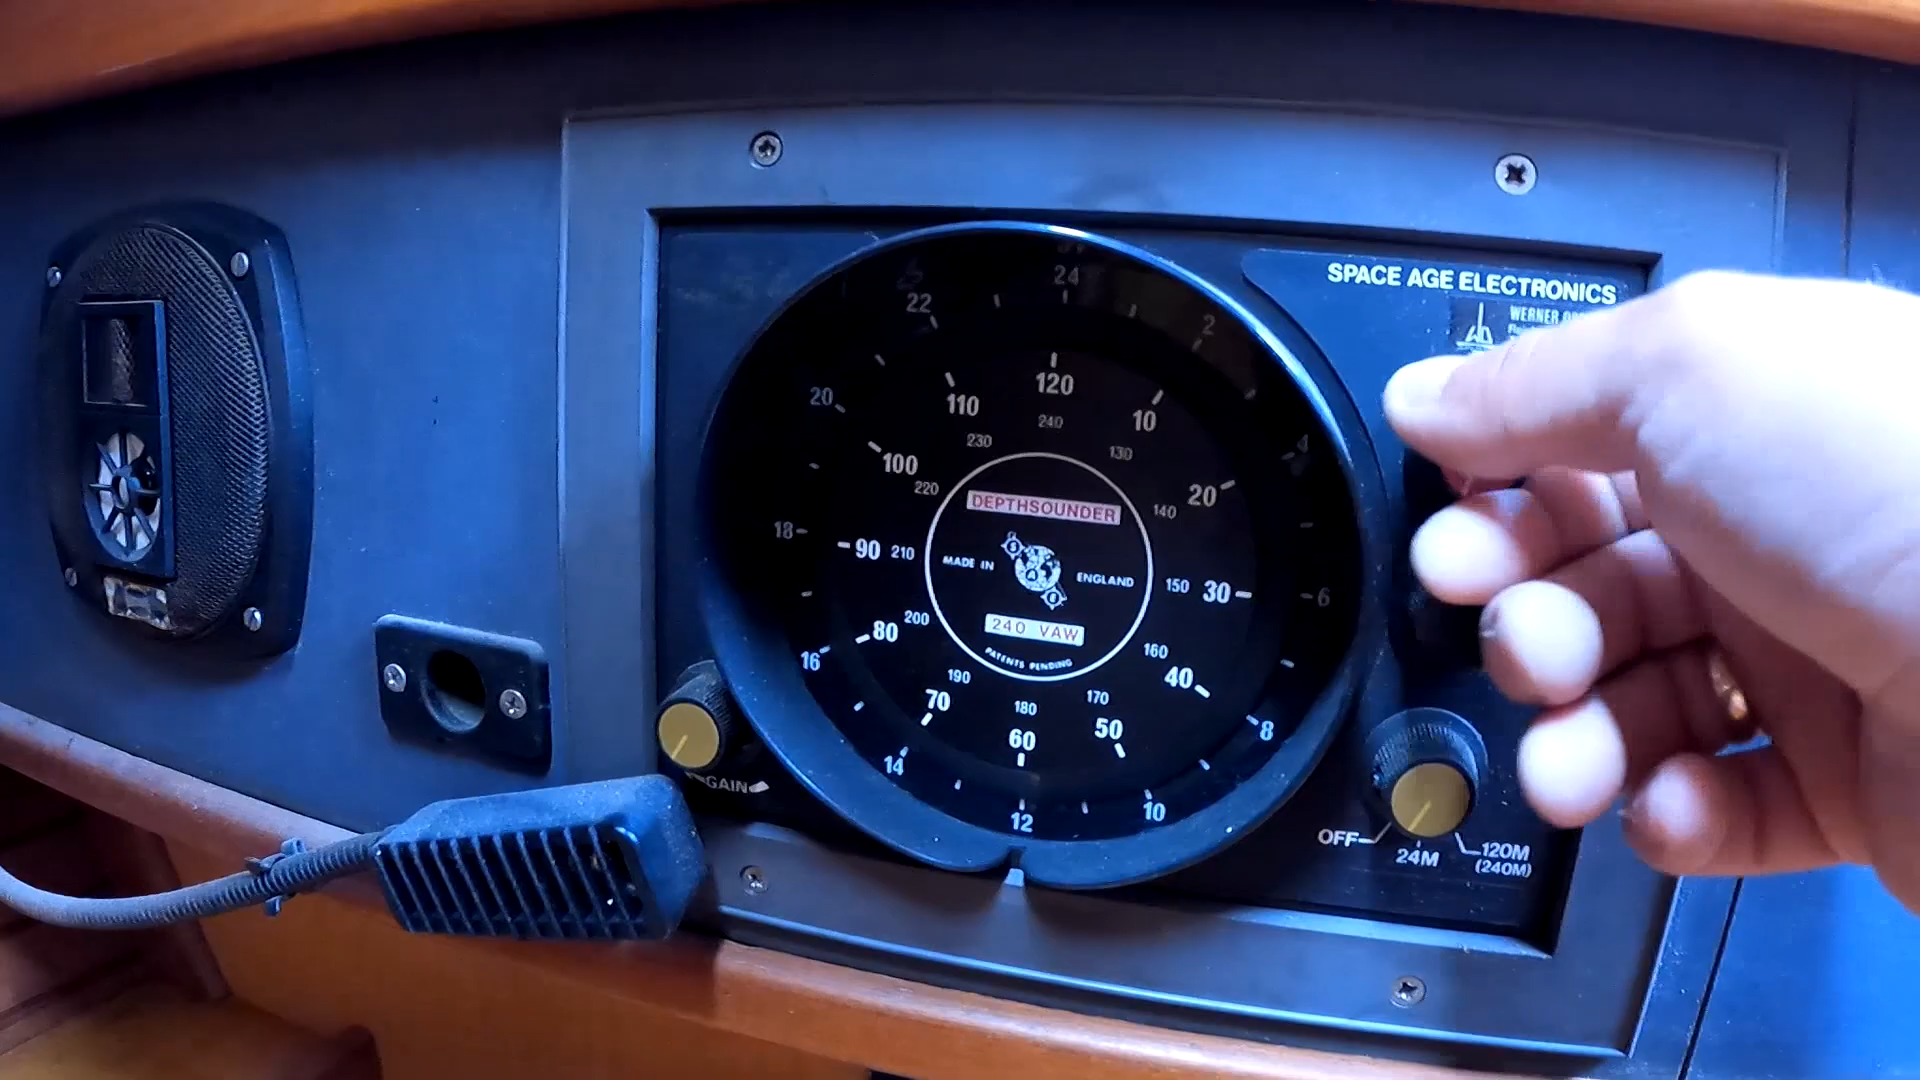 SPACE AGE ELECTRONICS
WERNER
24
22
2
20
4
18
6
16
8
14
10
12
120
110
10
100
20
90
30
80
40
70
50
60
240
230
130
220
140
210
150
200
160
190
170
180
DEPTHSOUNDER
S
A
E
MADE IN ENGLAND
240 VAW
PATENTS PENDING
GAIN
OFF
24M
120M
(240M)